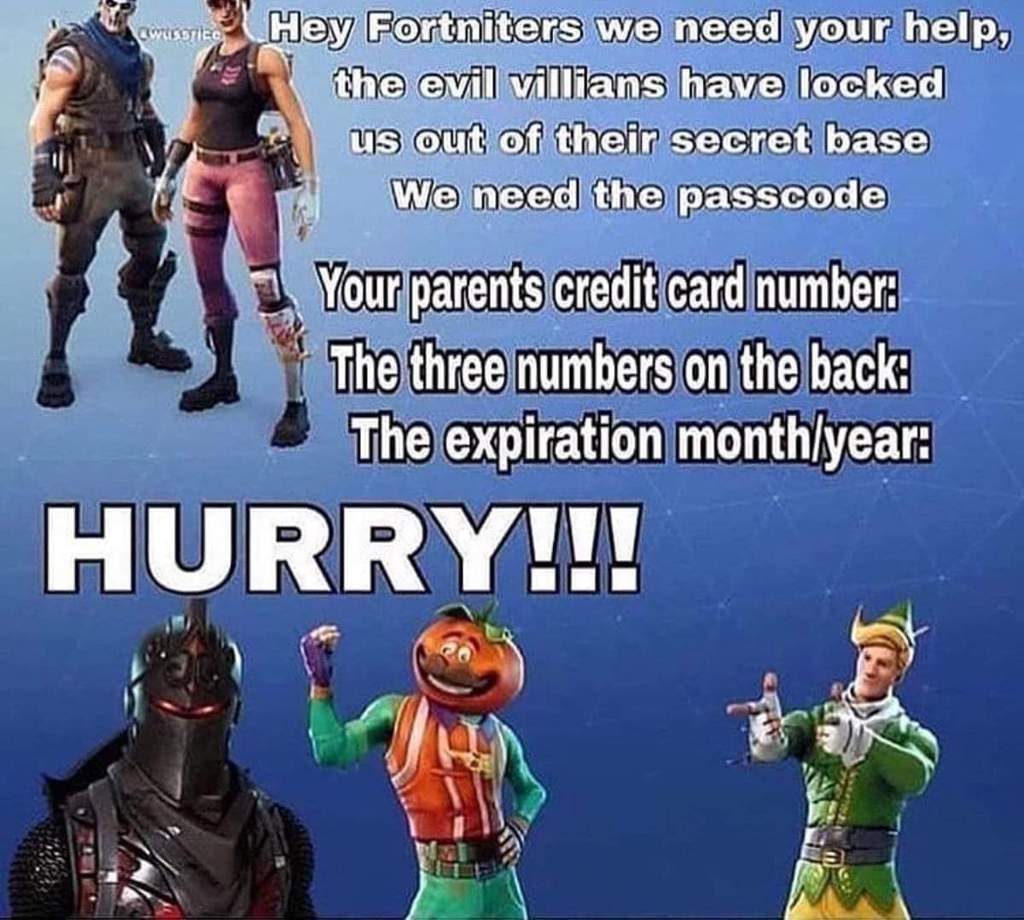 @wussrice
Hey Fortniters we need your help,
the evil villians have locked
us out of their secret base
We need the passcode
Your parents credit card number:
The three numbers on the back:
The expiration month/year:
HURRY!!!